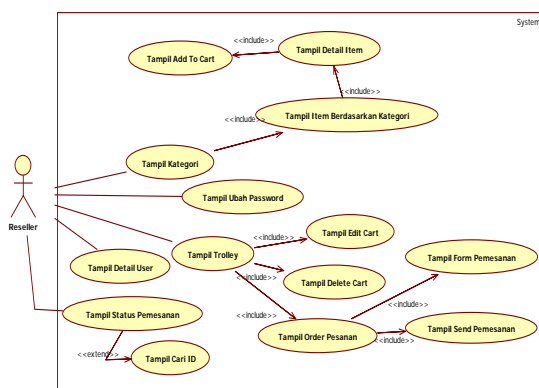 System
<<include>>
Tampil Detail Item
Tampil Add To Cart
<<include>>
Tampil Item Berdasarkan Kategori
<<include>>
Tampil Kategori
Tampil Ubah Password
Reseller
Tampil Edit Cart
<<include>>
Tampil Trolley
Tampil Form Pemesanan
Tampil Detail User
<<include>>
Tampil Delete Cart
<<include>>
Tampil Status Pemesanan
<<include>>
Tampil Send Pemesanan
Tampil Order Pesanan
<<include>>
<<extend>>
Tampil Cari ID